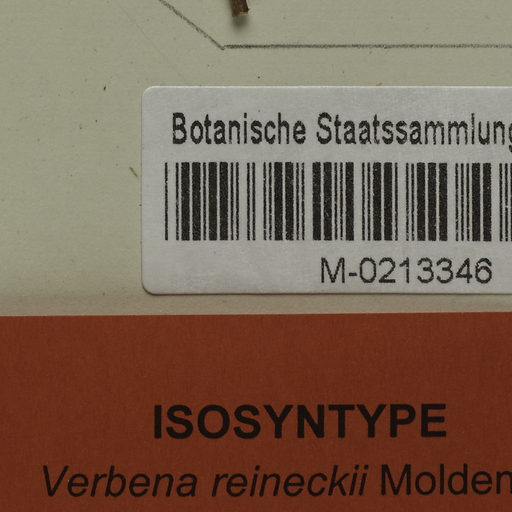 Botanische Staatssammlung
M-0213346
ISOSYNTYPE
Verbena reineckii Molden